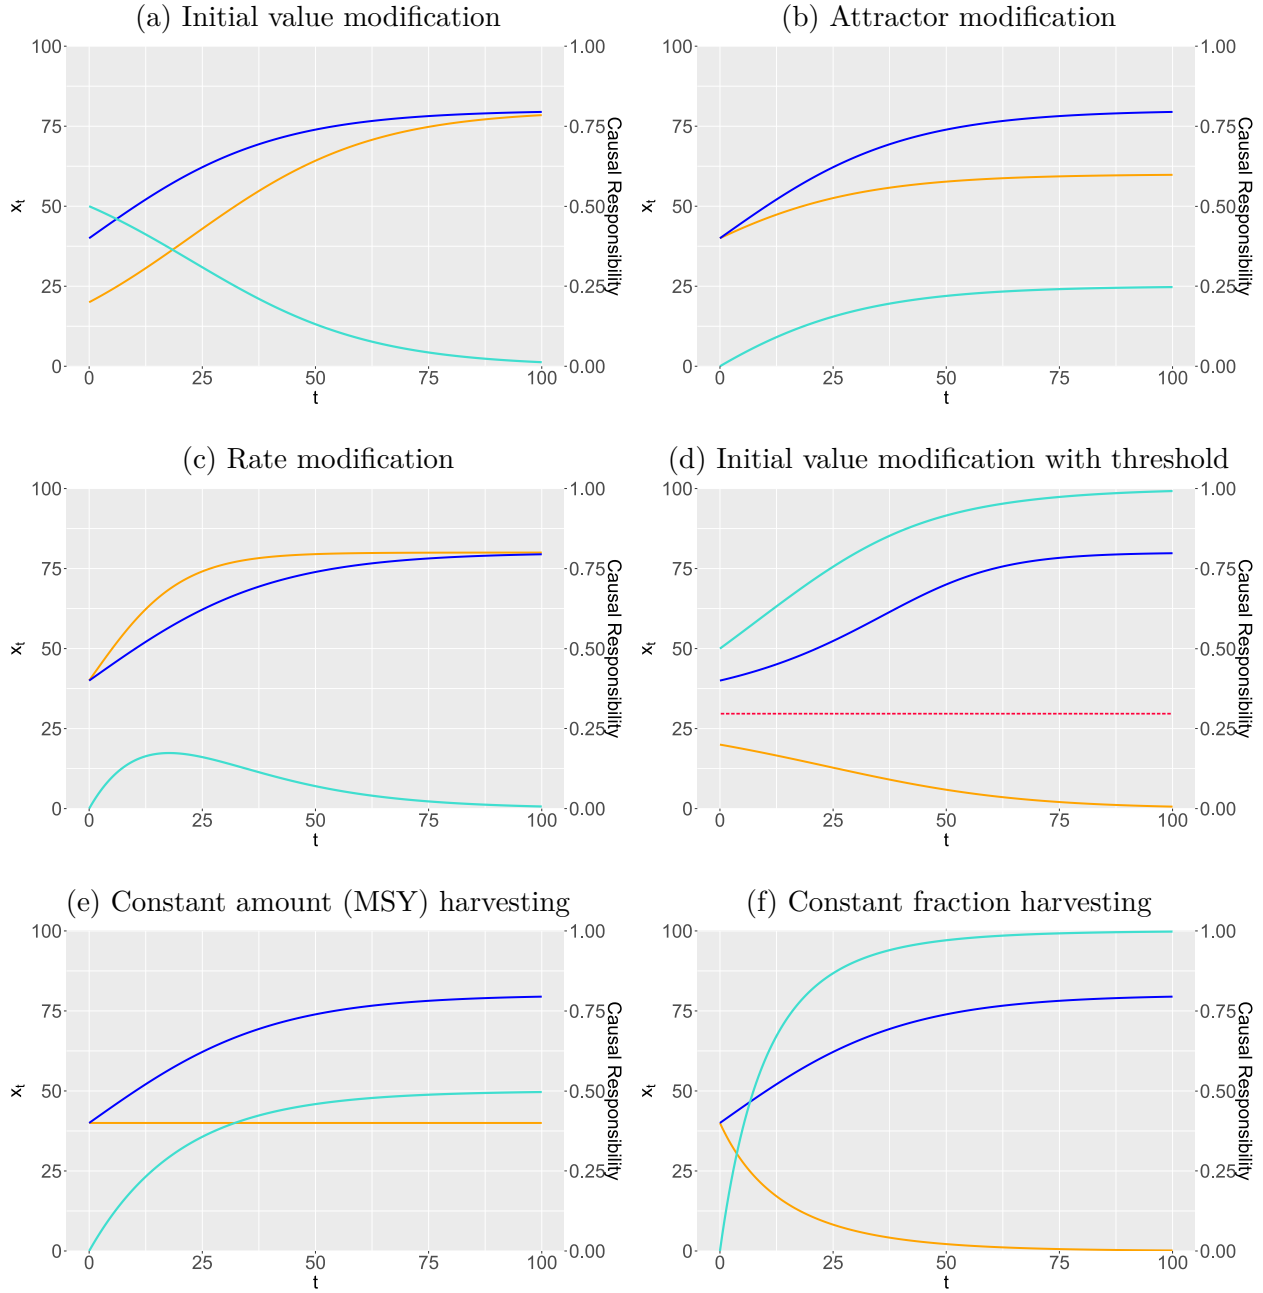 (a) Initial value modification
100
75
50
25
0
1.00
0.75
0.50
0.25
0.00
0 25 50 75 100
x_t
t
Causal Responsibility
(b) Attractor modification
100
75
50
25
0
1.00
0.75
0.50
0.25
0.00
0 25 50 75 100
x_t
t
Causal Responsibility
(c) Rate modification
100
75
50
25
0
1.00
0.75
0.50
0.25
0.00
0 25 50 75 100
x_t
t
Causal Responsibility
(d) Initial value modification with threshold
100
75
50
25
0
1.00
0.75
0.50
0.25
0.00
0 25 50 75 100
x_t
t
Causal Responsibility
(e) Constant amount (MSY) harvesting
100
75
50
25
0
1.00
0.75
0.50
0.25
0.00
0 25 50 75 100
x_t
t
Causal Responsibility
(f) Constant fraction harvesting
100
75
50
25
0
1.00
0.75
0.50
0.25
0.00
0 25 50 75 100
x_t
t
Causal Responsibility